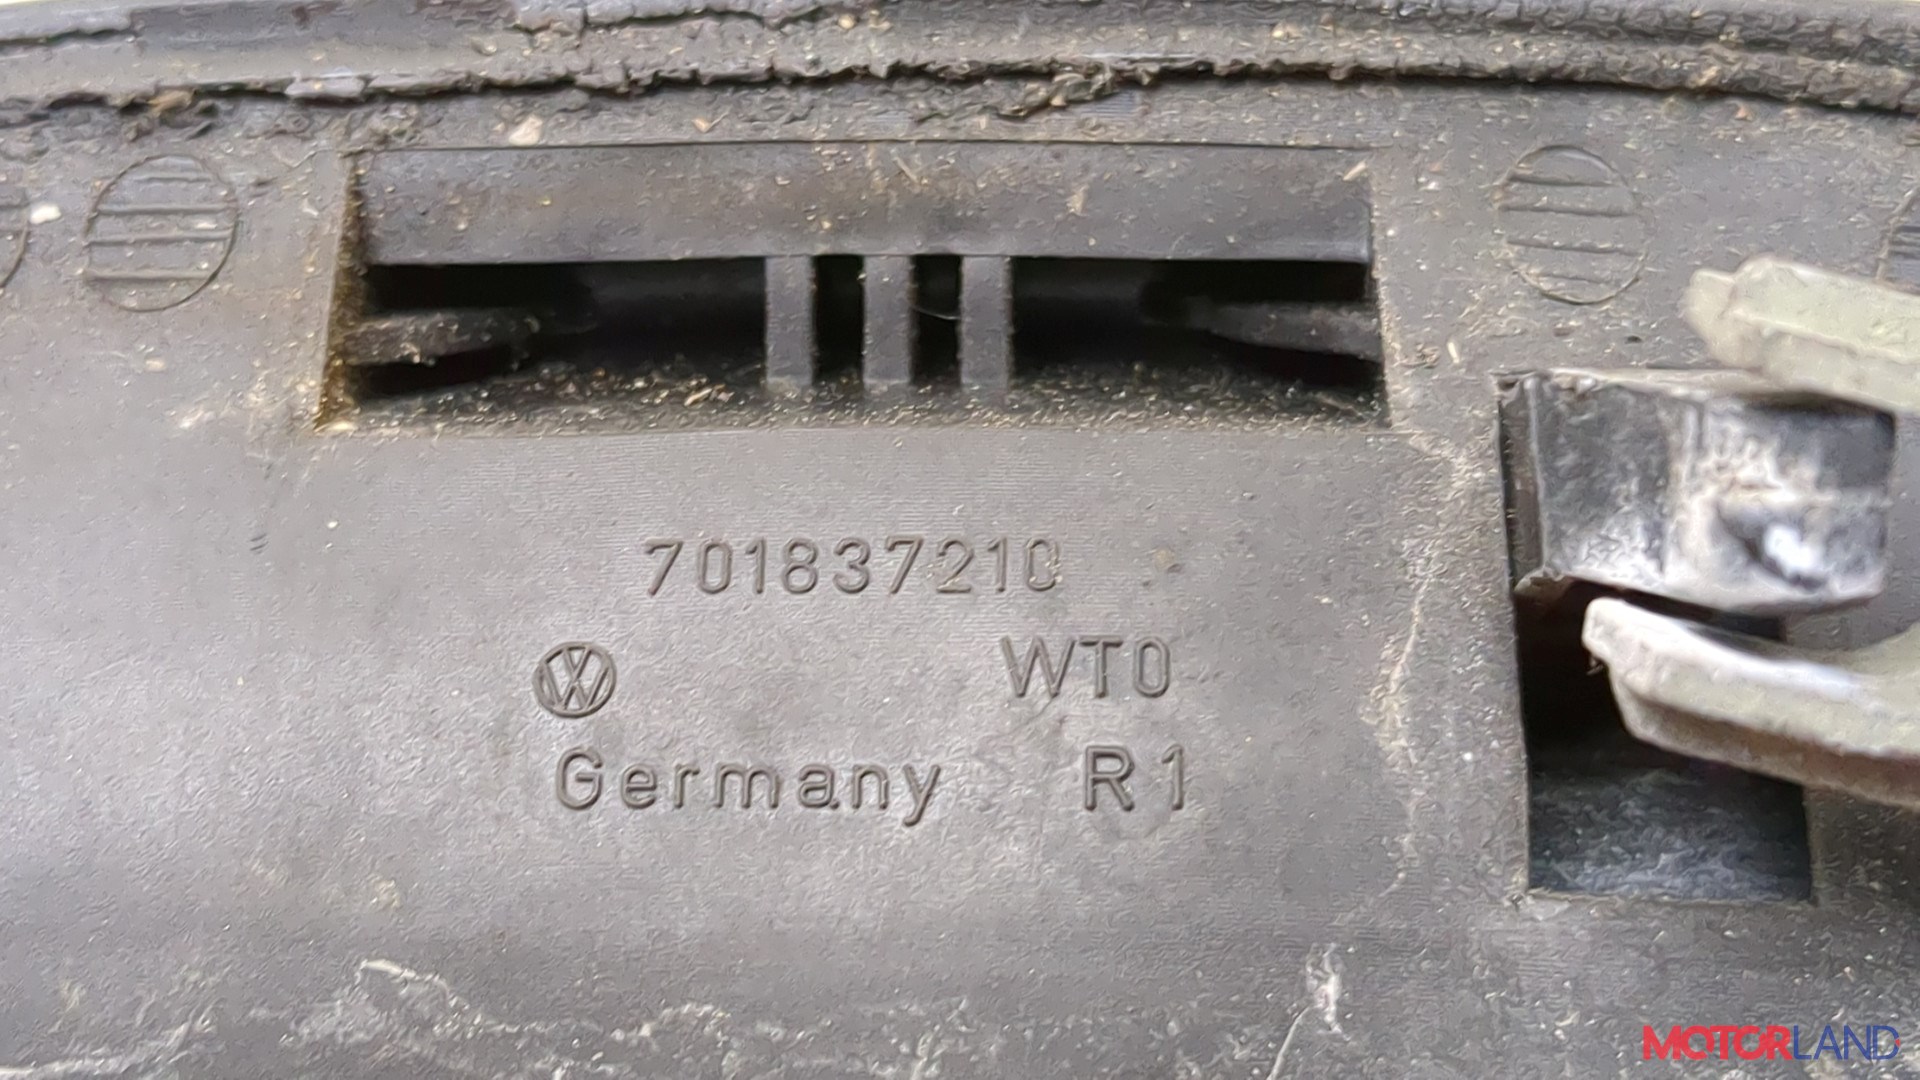 701837210
WT0
Germany R1
MOTORLAND